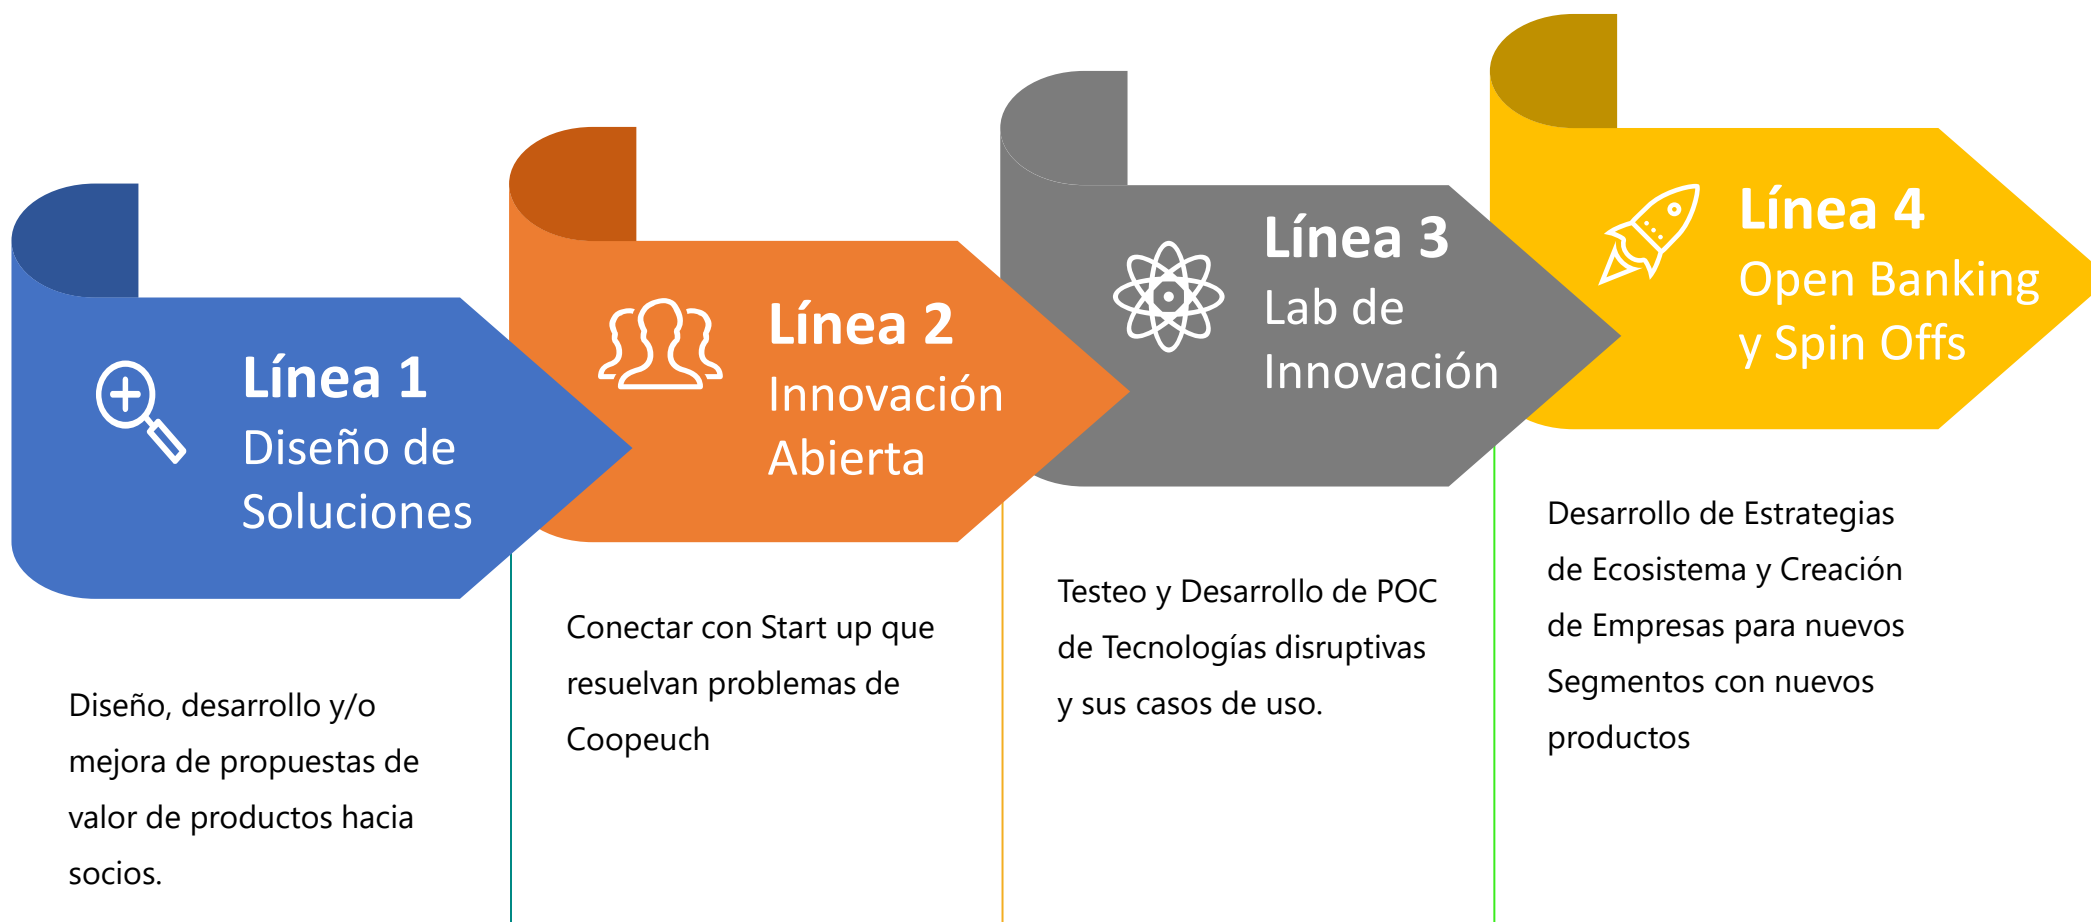 Línea 1
Diseño de
Soluciones
Diseño, desarrollo y/o
mejora de propuestas de
valor de productos hacia
socios.
Línea 2
Innovación
Abierta
Conectar con Start up que
resuelvan problemas de
Coopeuch
Línea 3
Lab de
Innovación
Testeo y Desarrollo de POC
de Tecnologías disruptivas
y sus casos de uso.
Línea 4
Open Banking
y Spin Offs
Desarrollo de Estrategias
de Ecosistema y Creación
de Empresas para nuevos
Segmentos con nuevos
productos